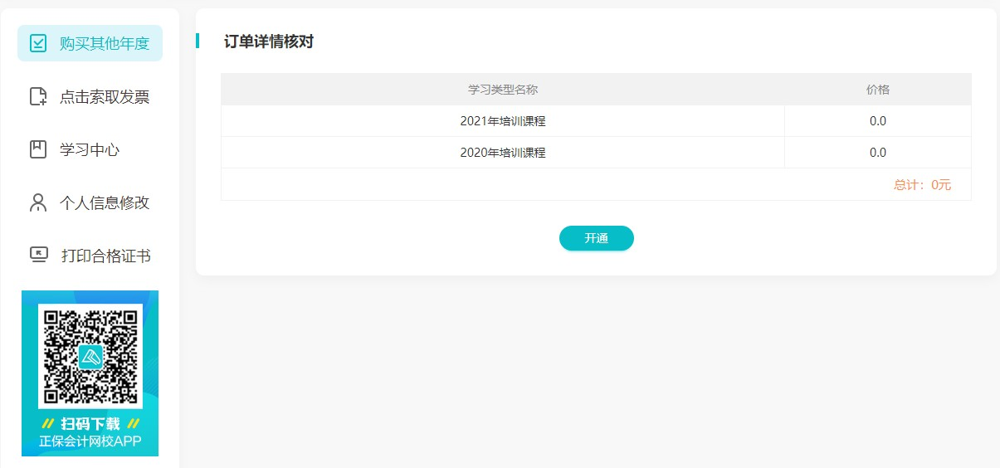 购买其他年度
点击索取发票
学习中心
个人信息修改
打印合格证书
扫码下载
正保会计网校APP
订单详情核对
学习类型名称 价格
2021年培训课程 0.0
2020年培训课程 0.0
总计：0元
开通